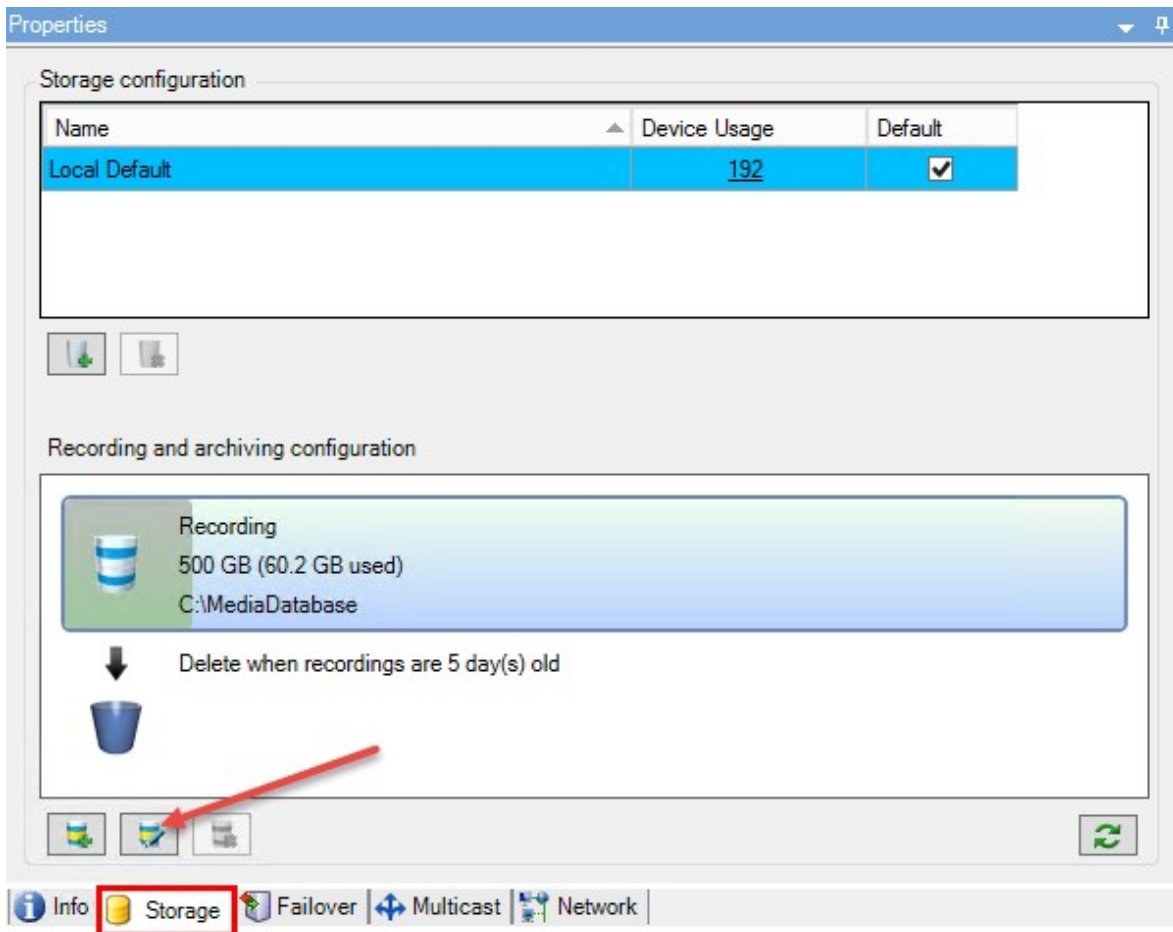 Properties
Storage configuration
Name Device Usage Default
Local Default 192
Recording and archiving configuration
Recording
500 GB (60.2 GB used)
C:\MediaDatabase
Delete when recordings are 5 day(s) old
Info Storage Failover Multicast Network